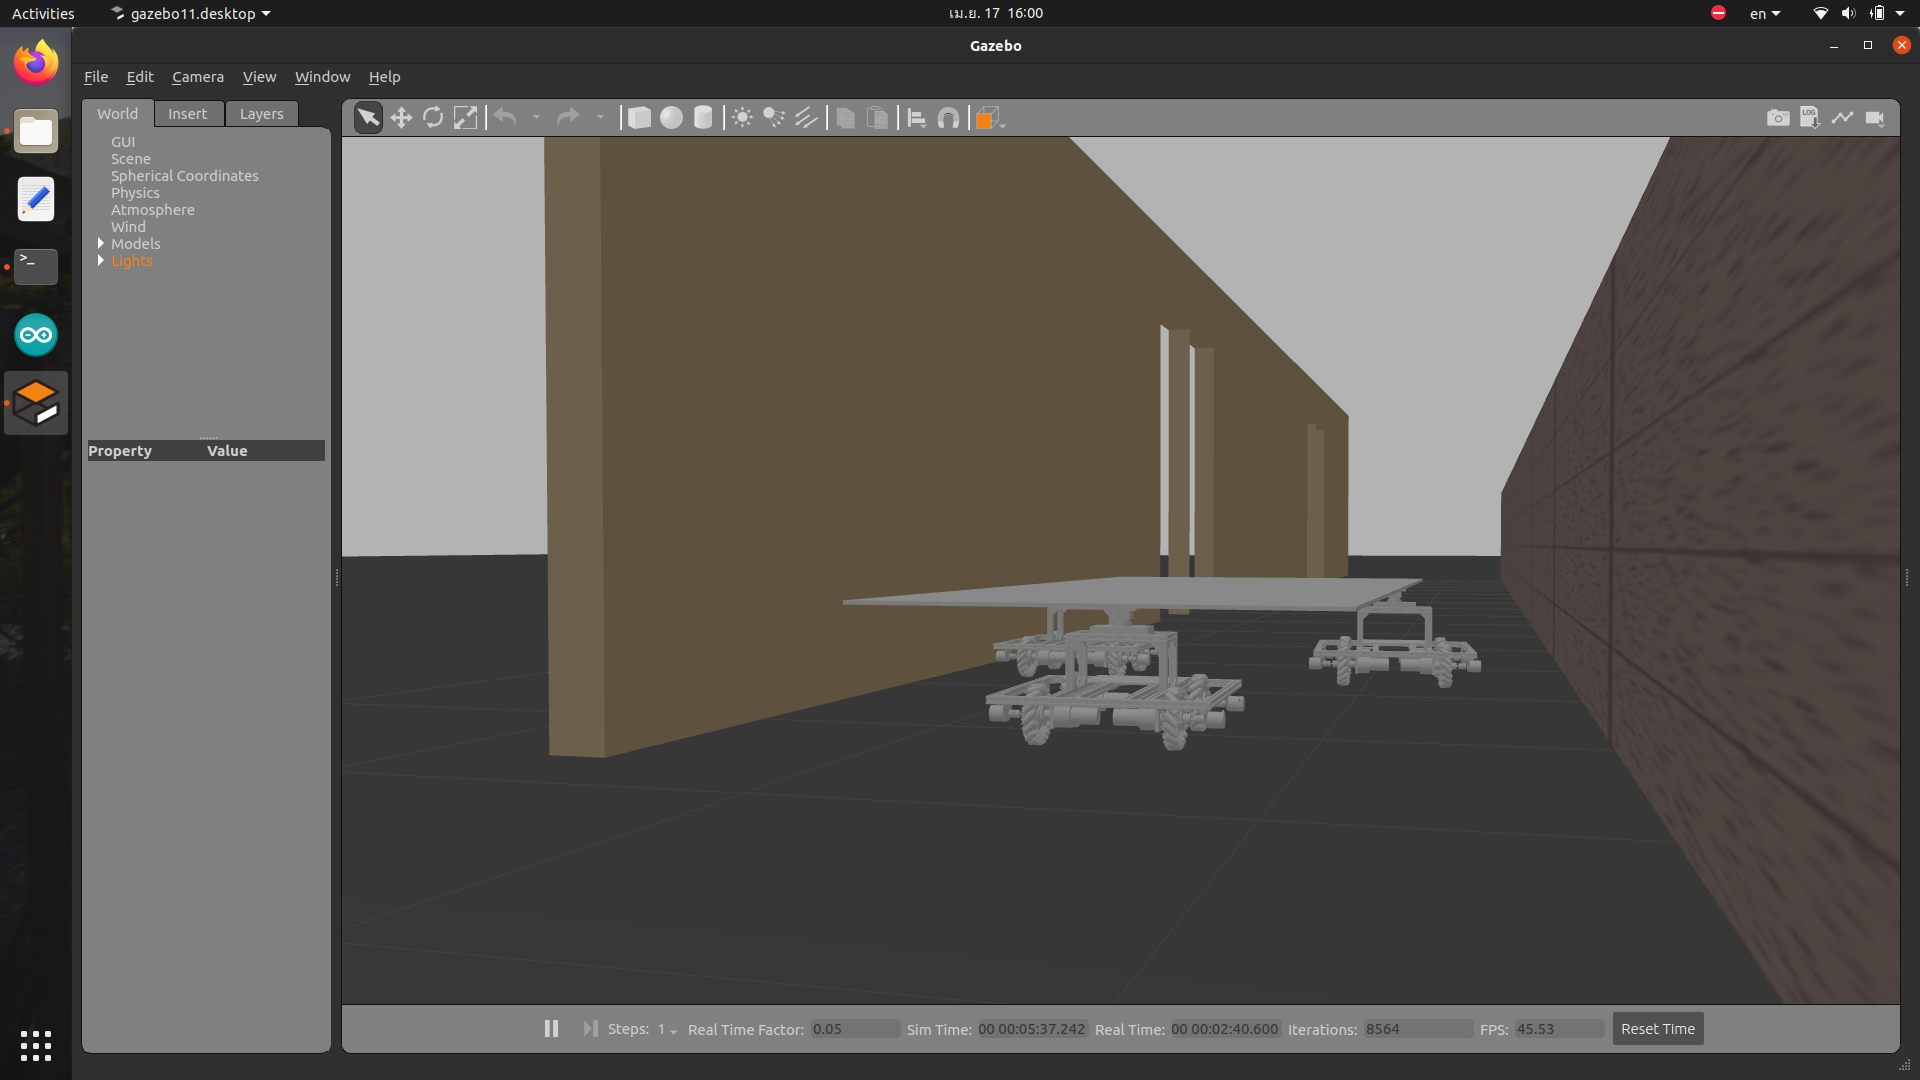 Activities
gazebo11.desktop
เม.ย. 17 16:00
en
Gazebo
File Edit Camera View Window Help
World Insert Layers
GUI
Scene
Spherical Coordinates
Physics
Atmosphere
Wind
Models
Lights
Property Value
LOG
Steps: 1 Real Time Factor: 0.05 Sim Time: 00 00:05:37.242 Real Time: 00 00:02:40.600 Iterations: 8564 FPS: 45.53 Reset Time